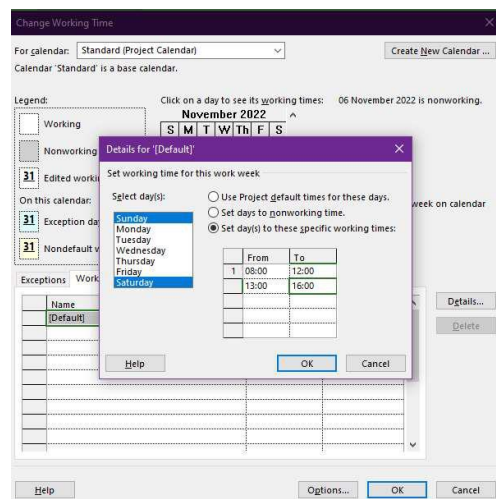 Change Working Time
For calendar: Standard (Project Calendar) Create New Calendar ...
Calendar 'Standard' is a base calendar.
Legend: Click on a day to see its working times: 06 November 2022 is nonworking.
Working
November 2022
S M T W Th F S
Nonworking
Details for '[Default]'
Set working time for this work week
31 Edited worki
Select day(s):
Use Project default times for these days.
Set days to nonworking time.
Set day(s) to these specific working times:
On this calendar:
week on calendar
31 Exception da
31 Nondefault w
Sunday
Monday
Tuesday
Wednesday
Thursday
Friday
Saturday
From To
1 08:00 12:00
13:00 16:00
Help OK Cancel
Exceptions Work
Name
[Default]
Details...
Delete
Help Options... OK Cancel